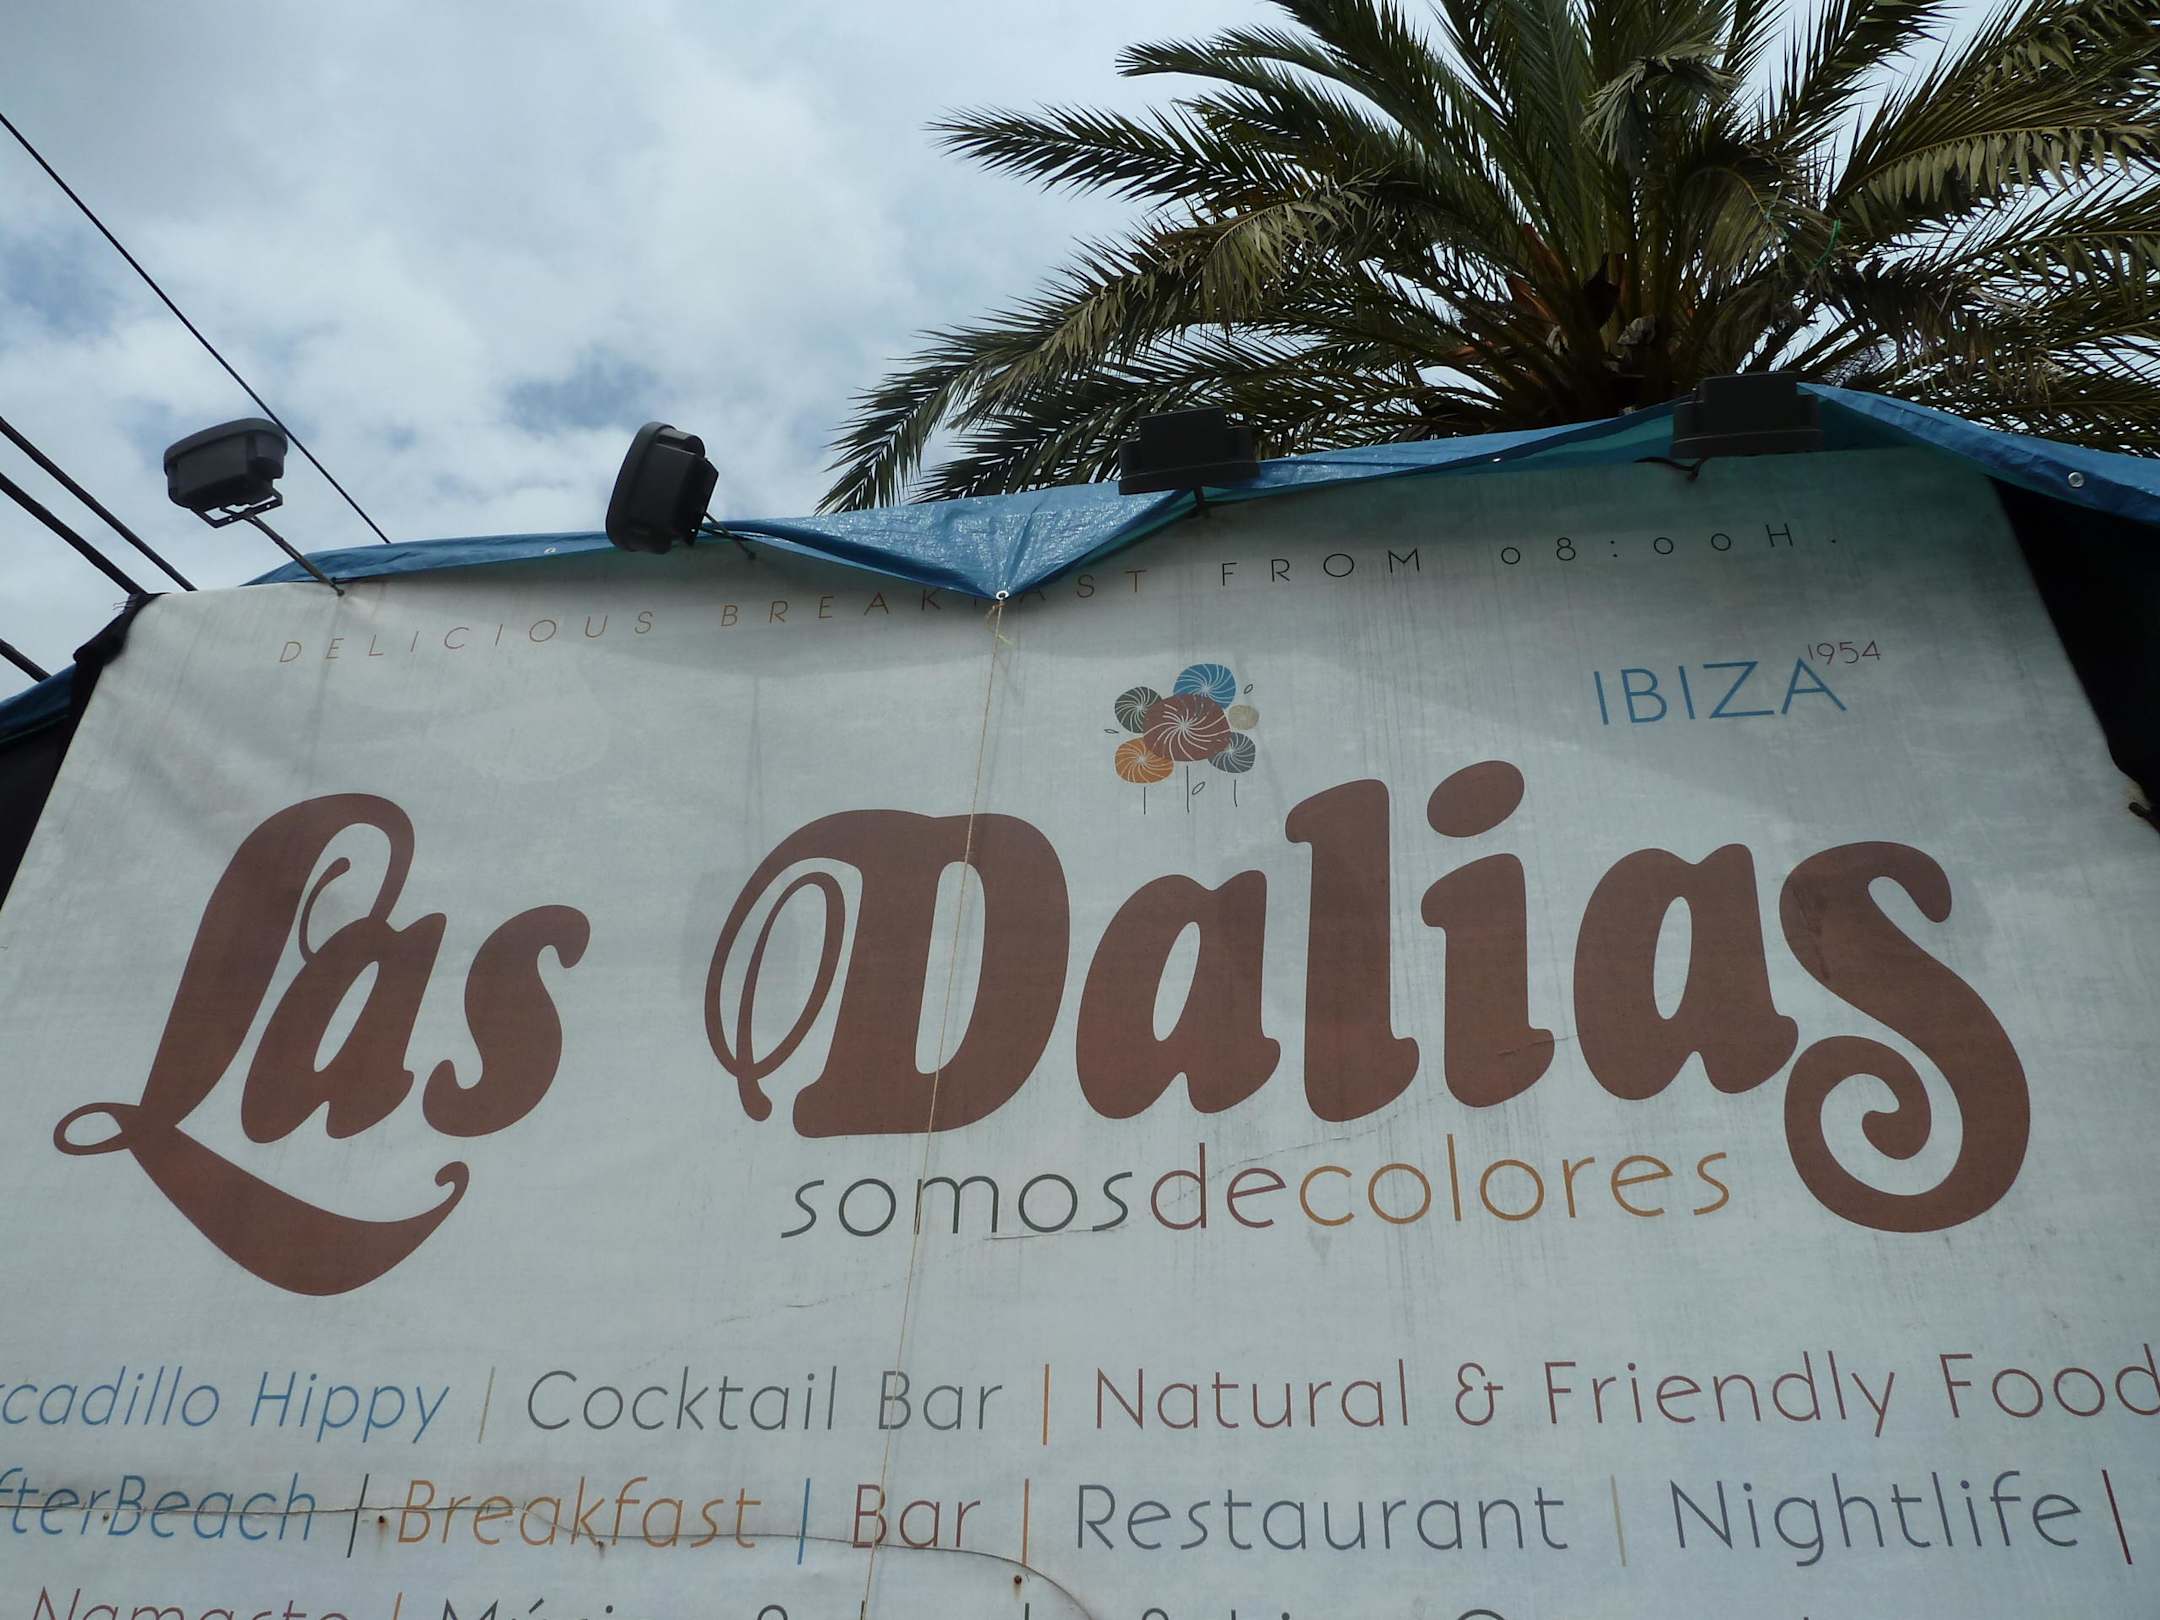 DELICIOUS BREAKFAST FROM 08:00H.
IBIZA 1954
Las Dalias
somosdecolores
cadillo Hippy | Cocktail Bar | Natural & Friendly Food
fterBeach | Breakfast | Bar | Restaurant | Nightlife |